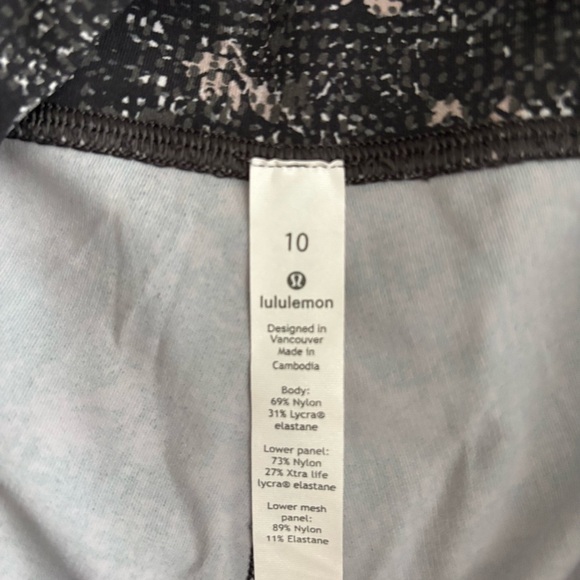 10
lululemon
Designed in
Vancouver
Made in
Cambodia
Body:
69% Nylon
31% Lycra®
elastane
Lower panel:
73% Nylon
27% Xtra life
lycra® elastane
Lower mesh
panel:
89% Nylon
11% Elastane